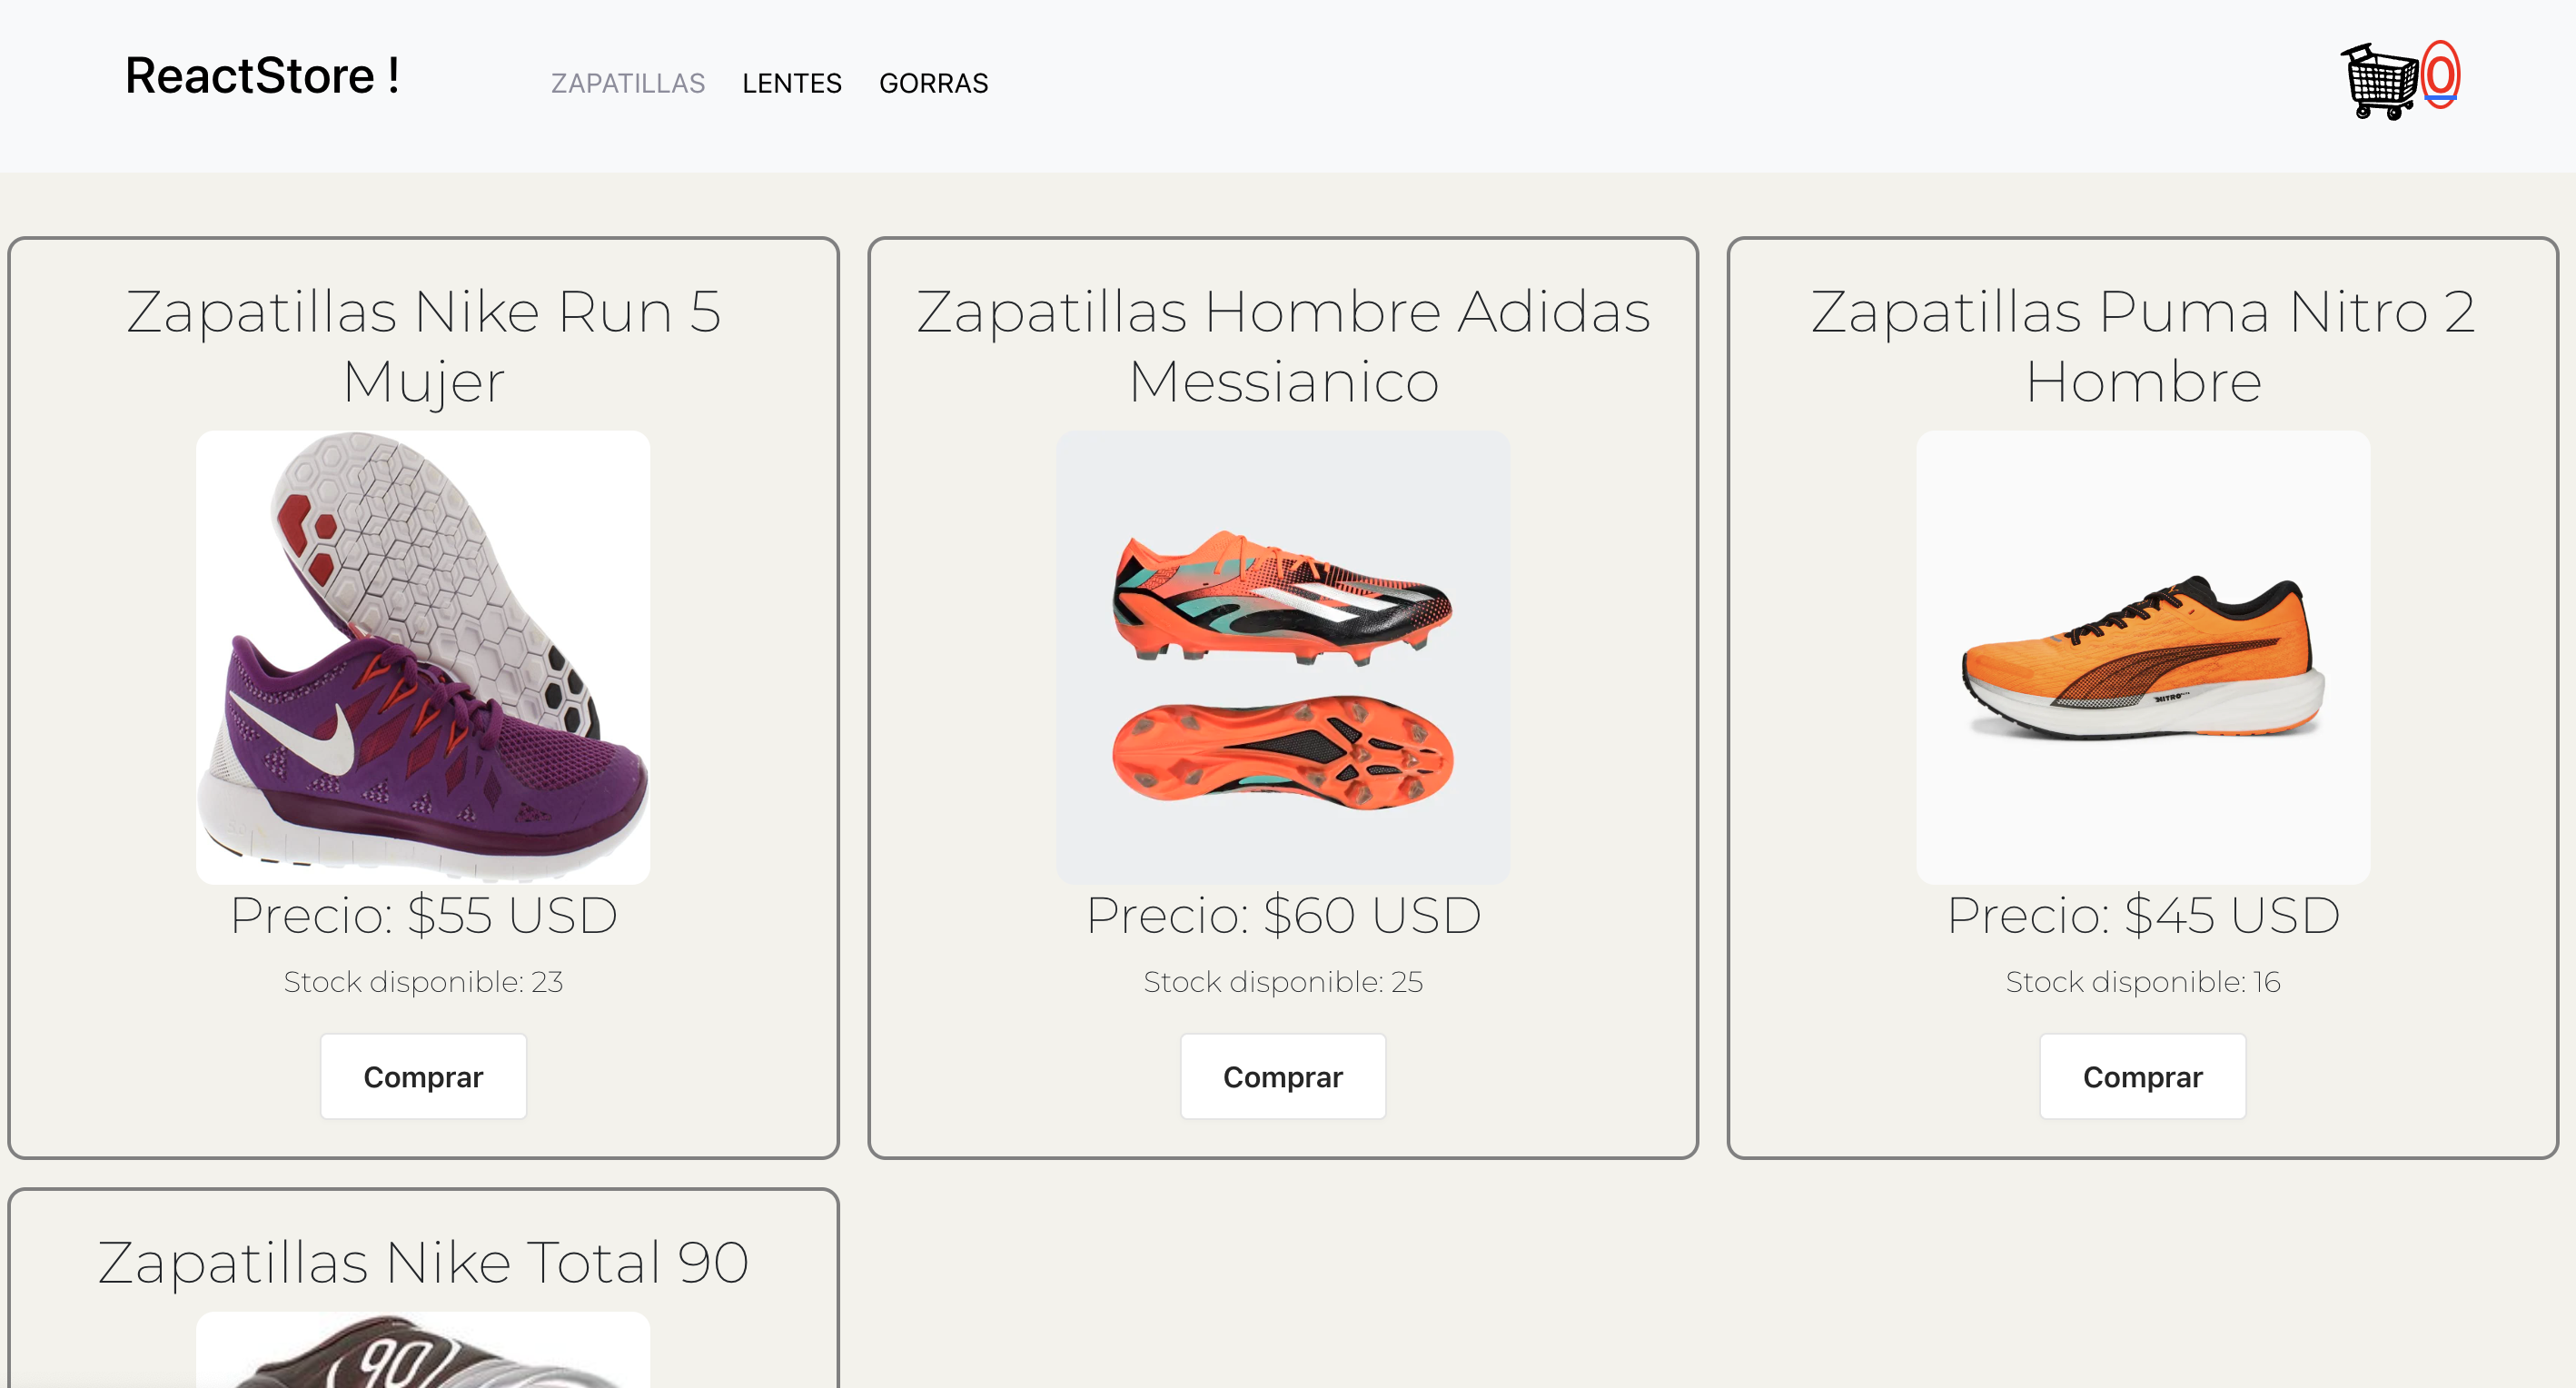 ReactStore !
ZAPATILLAS
LENTES
GORRAS
0
Zapatillas Nike Run 5
Mujer
Precio: $55 USD
Stock disponible: 23
Comprar
Zapatillas Hombre Adidas
Messianico
Precio: $60 USD
Stock disponible: 25
Comprar
Zapatillas Puma Nitro 2
Hombre
NITRO
Precio: $45 USD
Stock disponible: 16
Comprar
Zapatillas Nike Total 90
90